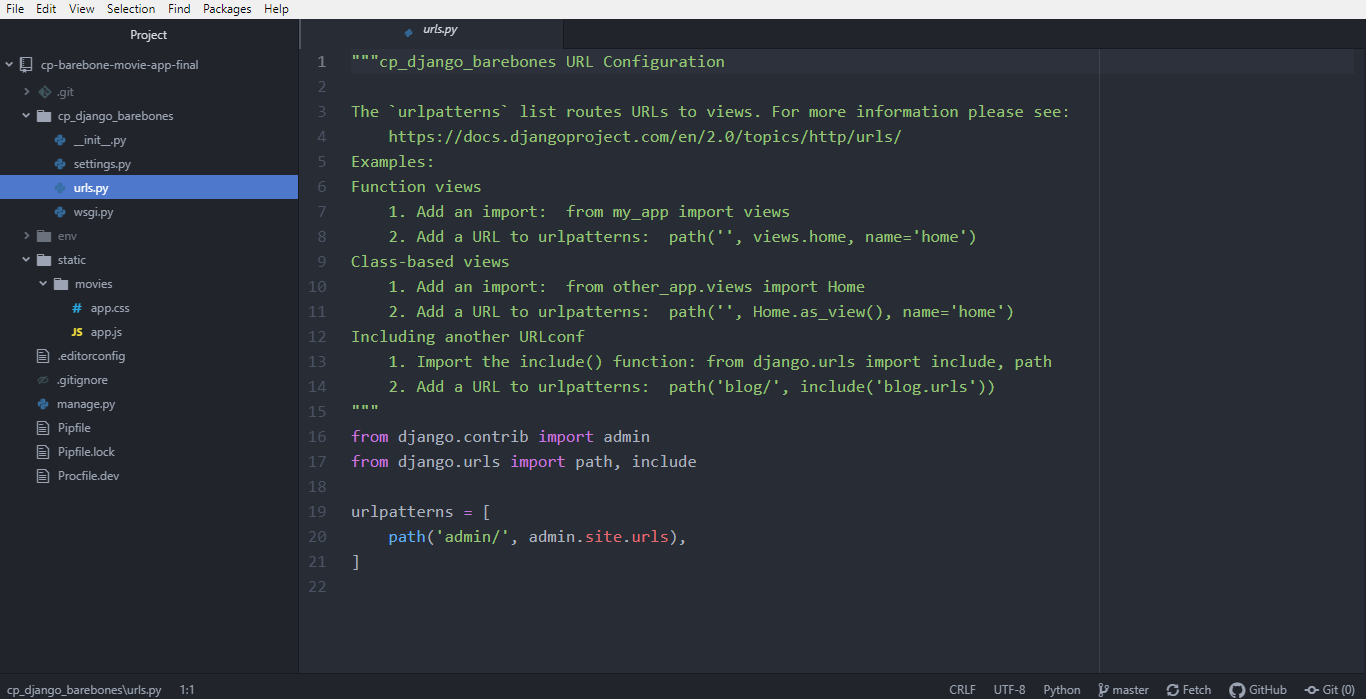 File Edit View Selection Find Packages Help
Project
cp-barebone-movie-app-final
.git
cp_django_barebones
__init__.py
settings.py
urls.py
wsgi.py
env
static
movies
# app.css
JS app.js
.editorconfig
.gitignore
manage.py
Pipfile
Pipfile.lock
Procfile.dev
urls.py
1 """cp_django_barebones URL Configuration
2
3 The `urlpatterns` list routes URLs to views. For more information please see:
4     https://docs.djangoproject.com/en/2.0/topics/http/urls/
5 Examples:
6 Function views
7     1. Add an import:  from my_app import views
8     2. Add a URL to urlpatterns:  path('', views.home, name='home')
9 Class-based views
10     1. Add an import:  from other_app.views import Home
11     2. Add a URL to urlpatterns:  path('', Home.as_view(), name='home')
12 Including another URLconf
13     1. Import the include() function: from django.urls import include, path
14     2. Add a URL to urlpatterns:  path('blog/', include('blog.urls'))
15 """
16 from django.contrib import admin
17 from django.urls import path, include
18
19 urlpatterns = [
20     path('admin/', admin.site.urls),
21 ]
22
cp_django_barebones\urls.py 1:1 CRLF UTF-8 Python master Fetch GitHub Git (0)